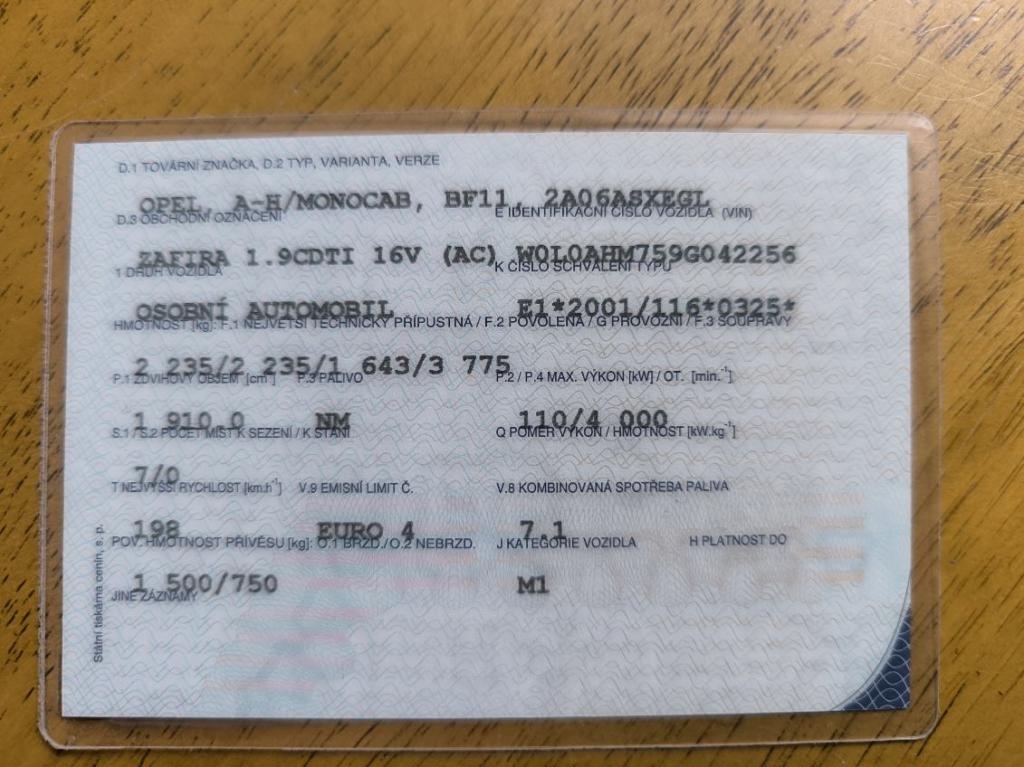 D.1 TOVÁRNÍ ZNAČKA, D.2 TYP, VARIANTA, VERZE
OPEL, A-H/MONOCAB, BF11, 2A06ASXEGL
D.3 OBCHODNÍ OZNAČENÍ E IDENTIFIKAČNÍ ČÍSLO VOZIDLA (VIN)
ZAFIRA 1.9CDTI 16V (AC) W0L0AHM759G042256
1 DRUH VOZIDLA K ČÍSLO SCHVÁLENÍ TYPU
OSOBNÍ AUTOMOBIL E1*2001/116*0325*
HMOTNOST [kg]: F.1 NEJVĚTŠÍ TECHNICKY PŘÍPUSTNÁ / F.2 POVOLENÁ / G PROVOZNÍ / F.3 SOUPRAVY
2 235/2 235/1 643/3 775
P.1 ZDVIHOVÝ OBJEM [cm³] P.3 PALIVO P.2 / P.4 MAX. VÝKON [kW] / OT. [min.⁻¹]
1 910.0 NM 110/4 000
S.1 / S.2 POČET MÍST K SEZENÍ / K STÁNÍ Q POMĚR VÝKON / HMOTNOST [kW.kg⁻¹]
7/0
T NEJVYŠŠÍ RYCHLOST [km.h⁻¹] V.9 EMISNÍ LIMIT Č. V.8 KOMBINOVANÁ SPOTŘEBA PALIVA
198 EURO 4 7.1
POV. HMOTNOST PŘÍVĚSU [kg]: O.1 BRZD./O.2 NEBRZD. J KATEGORIE VOZIDLA H PLATNOST DO
1 500/750 M1
JINÉ ZÁZNAMY
Státní tiskárna cenin, s. p.